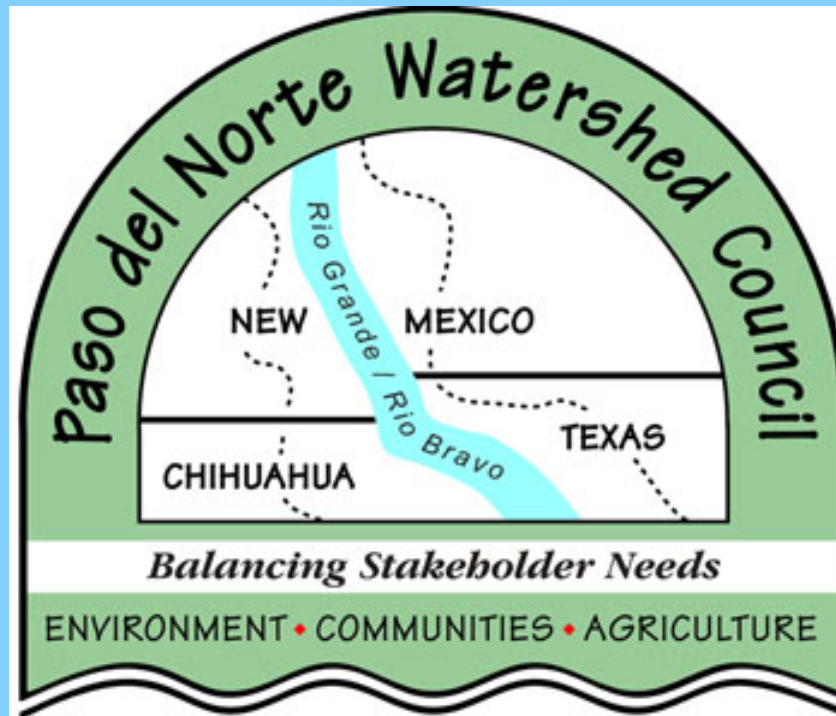 Paso del Norte Watershed Council
Rio Grande / Rio Bravo
NEW MEXICO
TEXAS
CHIHUAHUA
Balancing Stakeholder Needs
ENVIRONMENT • COMMUNITIES • AGRICULTURE